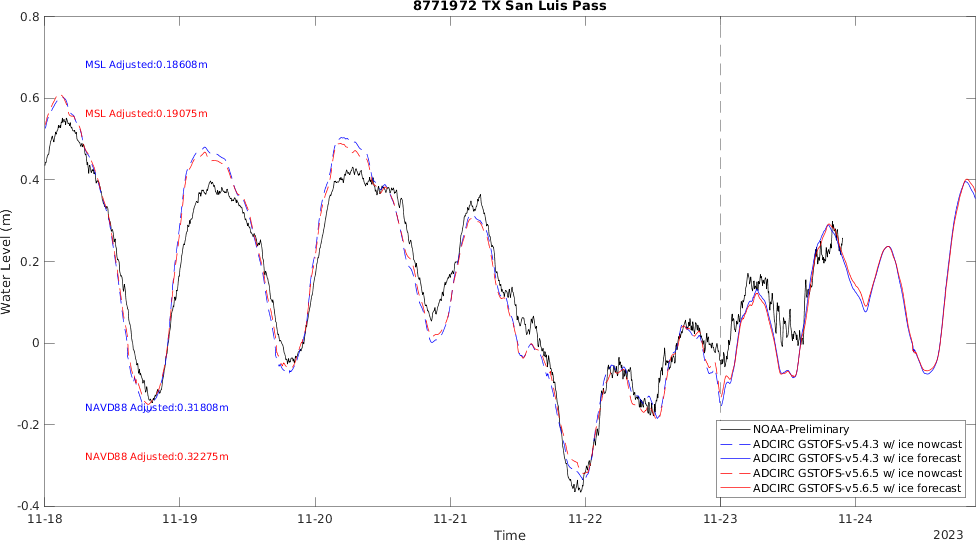 8771972 TX San Luis Pass
0.8
MSL Adjusted:0.18608m
0.6
MSL Adjusted:0.19075m
0.4
0.2
Water Level (m)
0
-0.2
NAVD88 Adjusted:0.31808m
NAVD88 Adjusted:0.32275m
-0.4
NOAA-Preliminary
ADCIRC GSTOFS-v5.4.3 w/ ice nowcast
ADCIRC GSTOFS-v5.4.3 w/ ice forecast
ADCIRC GSTOFS-v5.6.5 w/ ice nowcast
ADCIRC GSTOFS-v5.6.5 w/ ice forecast
11-18 11-19 11-20 11-21 11-22 11-23 11-24
Time
2023